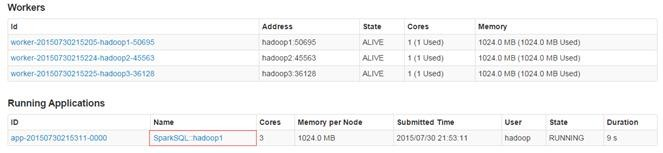 Workers
Id Address State Cores Memory
worker-20150730215205-hadoop1-50695 hadoop1:50695 ALIVE 1 (1 Used) 1024.0 MB (1024.0 MB Used)
worker-20150730215224-hadoop2-45563 hadoop2:45563 ALIVE 1 (1 Used) 1024.0 MB (1024.0 MB Used)
worker-20150730215225-hadoop3-36128 hadoop3:36128 ALIVE 1 (1 Used) 1024.0 MB (1024.0 MB Used)
Running Applications
ID Name Cores Memory per Node Submitted Time User State Duration
app-20150730215311-0000 SparkSQL::hadoop1 3 1024.0 MB 2015/07/30 21:53:11 hadoop RUNNING 9 s